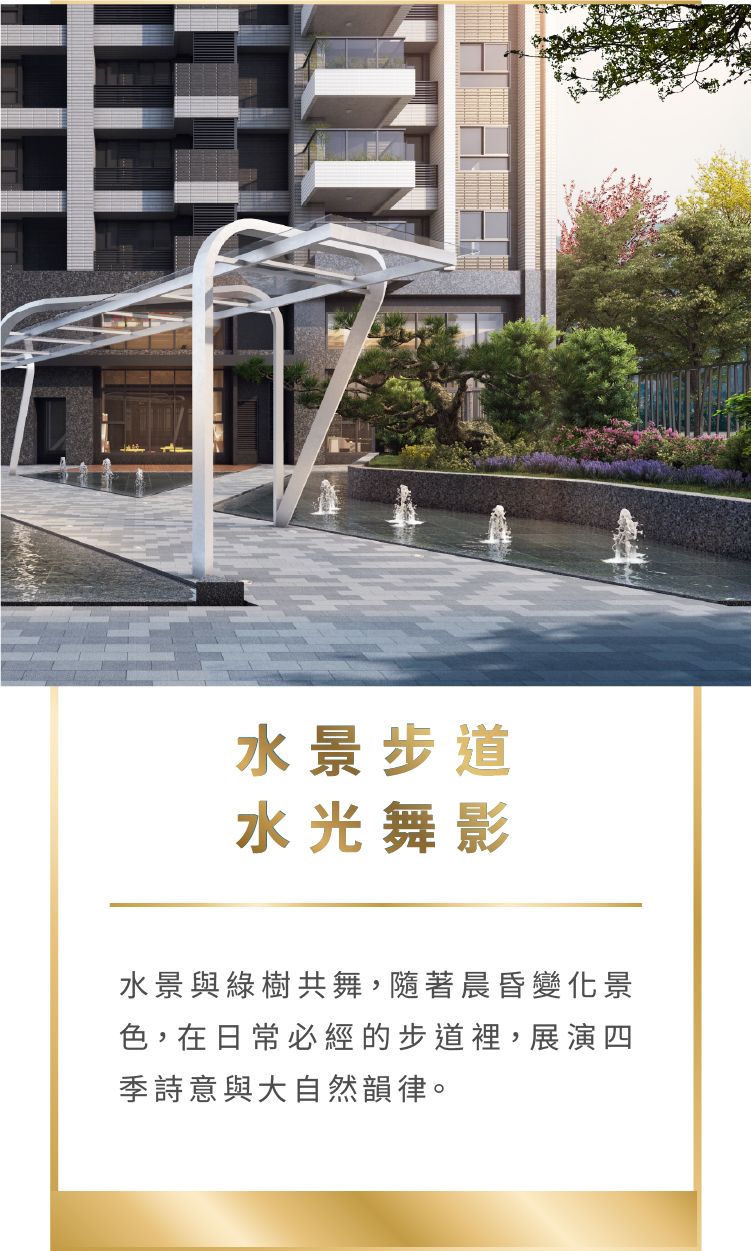 水景步道
水光舞影
水景與綠樹共舞，隨著晨昏變化景
色，在日常必經的步道裡，展演四
季詩意與大自然韻律。